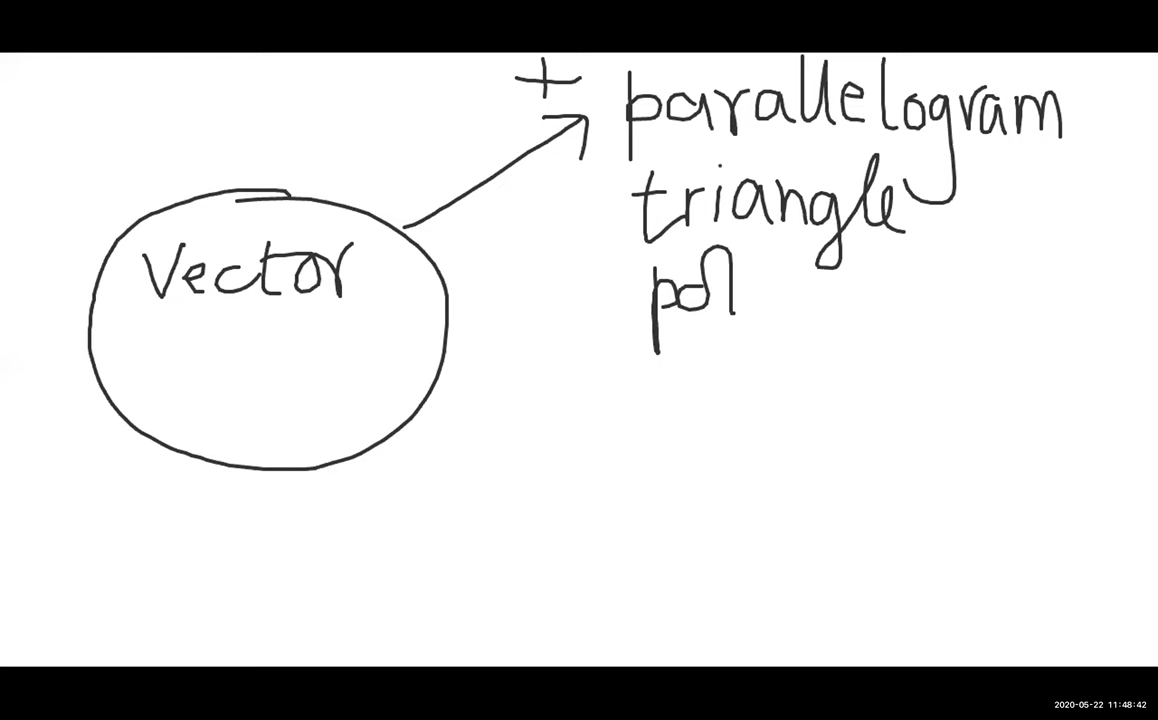 +
parallelogram
triangle
Vector
pol
2020-05-22 11:48:42